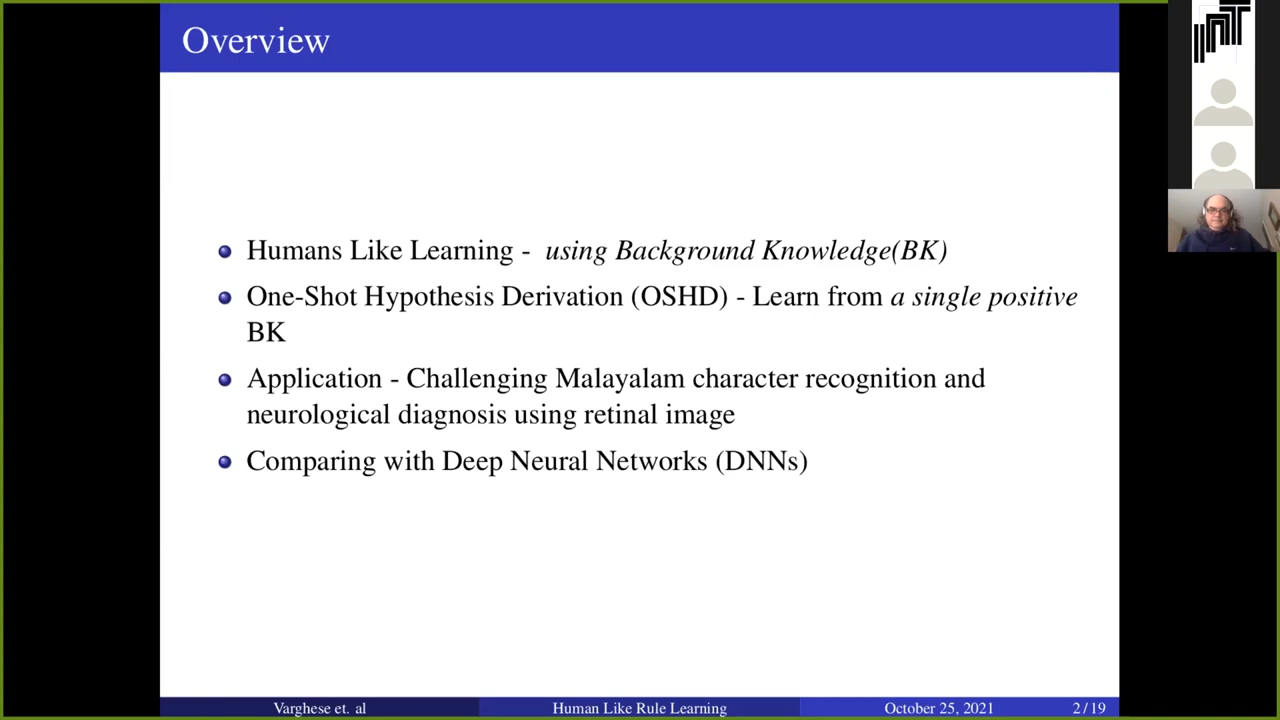 Overview
Humans Like Learning - using Background Knowledge(BK)
One-Shot Hypothesis Derivation (OSHD) - Learn from a single positive
BK
Application - Challenging Malayalam character recognition and
neurological diagnosis using retinal image
Comparing with Deep Neural Networks (DNNs)
Varghese et. al
Human Like Rule Learning
October 25, 2021
2 / 19